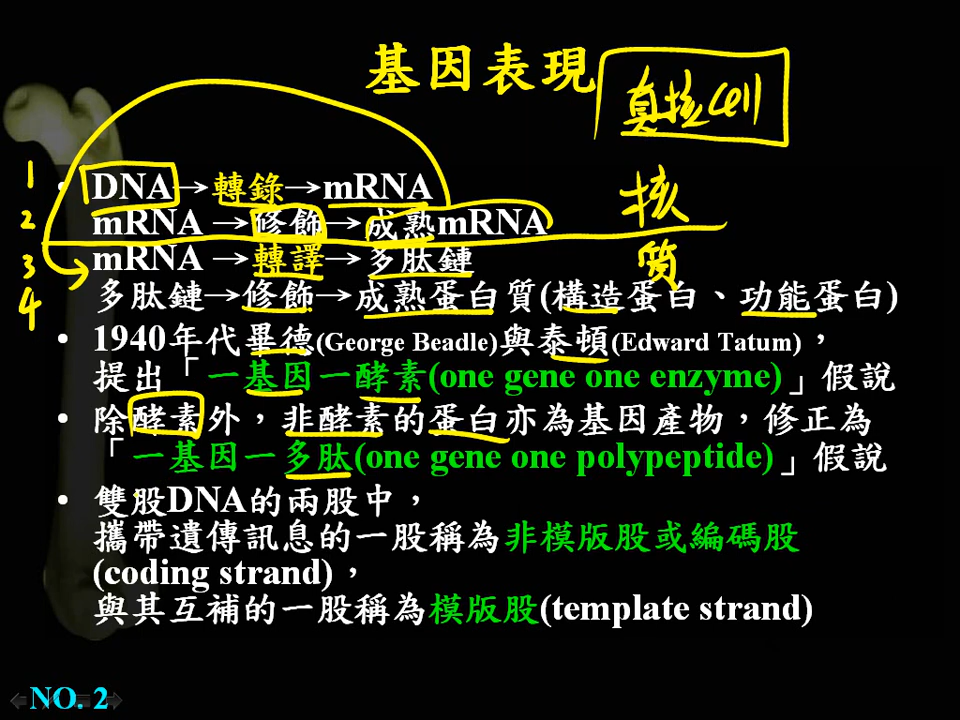 基因表現
真核cell
1
• DNA→轉錄→mRNA
核
2
mRNA →修飾→成熟mRNA
3
mRNA →轉譯→多肽鏈
質
4
多肽鏈→修飾→成熟蛋白質(構造蛋白、功能蛋白)
• 1940年代畢德(George Beadle)與泰頓(Edward Tatum)，
提出「一基因一酵素(one gene one enzyme)」假說
• 除酵素外，非酵素的蛋白亦為基因產物，修正為
「一基因一多肽(one gene one polypeptide)」假說
• 雙股DNA的兩股中，
攜帶遺傳訊息的一股稱為非模版股或編碼股
(coding strand)，
與其互補的一股稱為模版股(template strand)
NO. 2